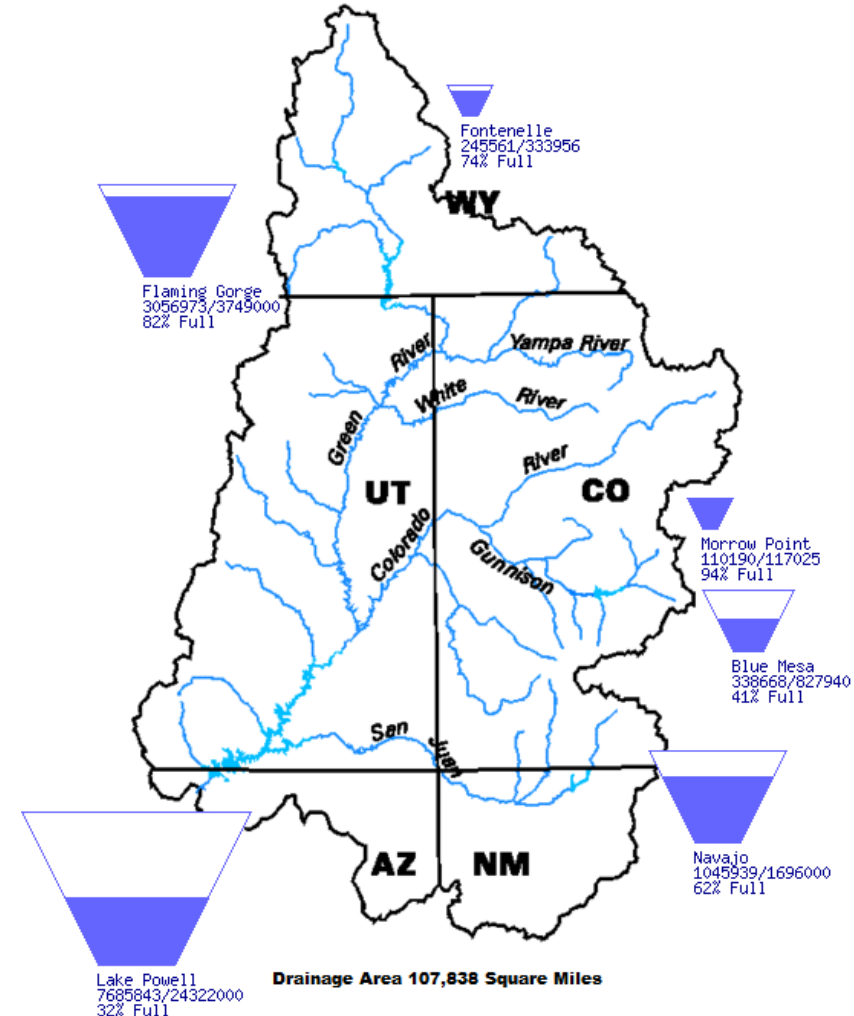 Fontenelle
245561/333956
74% Full
WY
Flaming Gorge
3056973/3749000
82% Full
River
Yampa River
White
River
Green
River
UT
CO
Colorado
Gunnison
Morrow Point
110190/117025
94% Full
Blue Mesa
338668/827940
41% Full
San
Juan
Navajo
1045939/1696000
62% Full
AZ
NM
Lake Powell
7685843/24322000
32% Full
Drainage Area 107,838 Square Miles